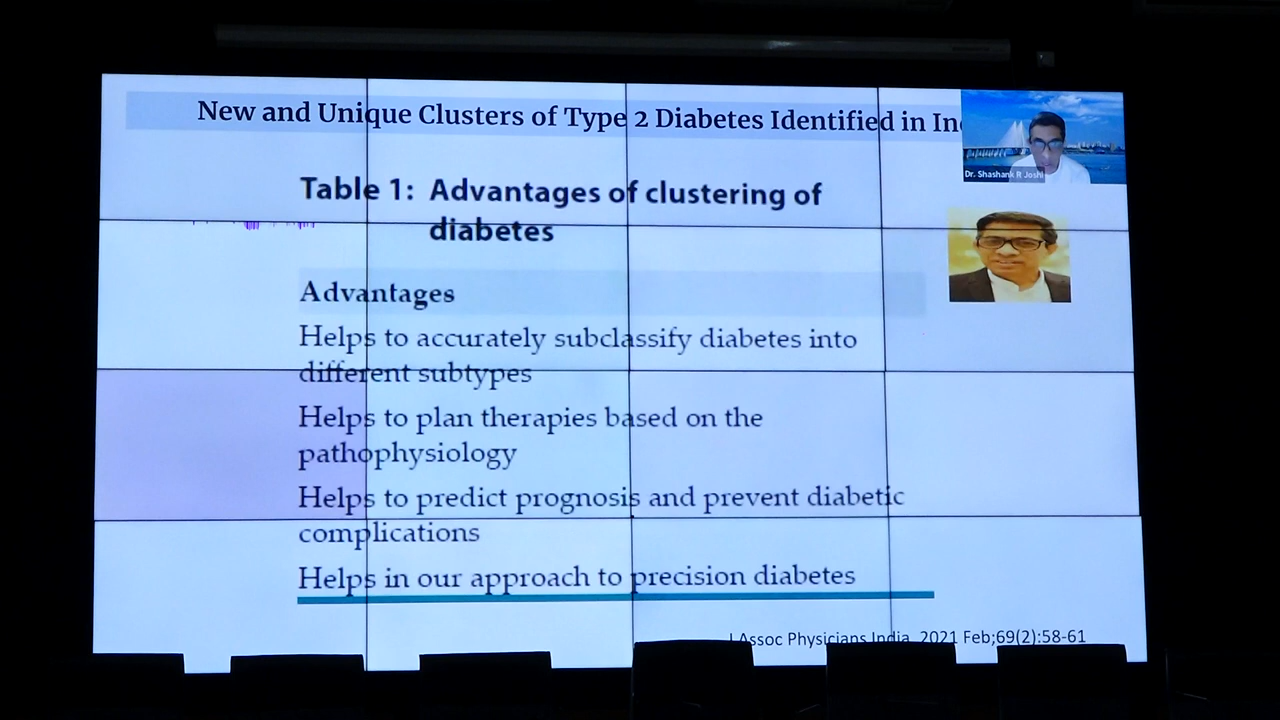 New and Unique Clusters of Type 2 Diabetes Identified in In
Dr. Shashank R Joshi
Table 1: Advantages of clustering of
diabetes
Advantages
Helps to accurately subclassify diabetes into
different subtypes
Helps to plan therapies based on the
pathophysiology
Helps to predict prognosis and prevent diabetic
complications
Helps in our approach to precision diabetes
J Assoc Physicians India. 2021 Feb;69(2):58-61